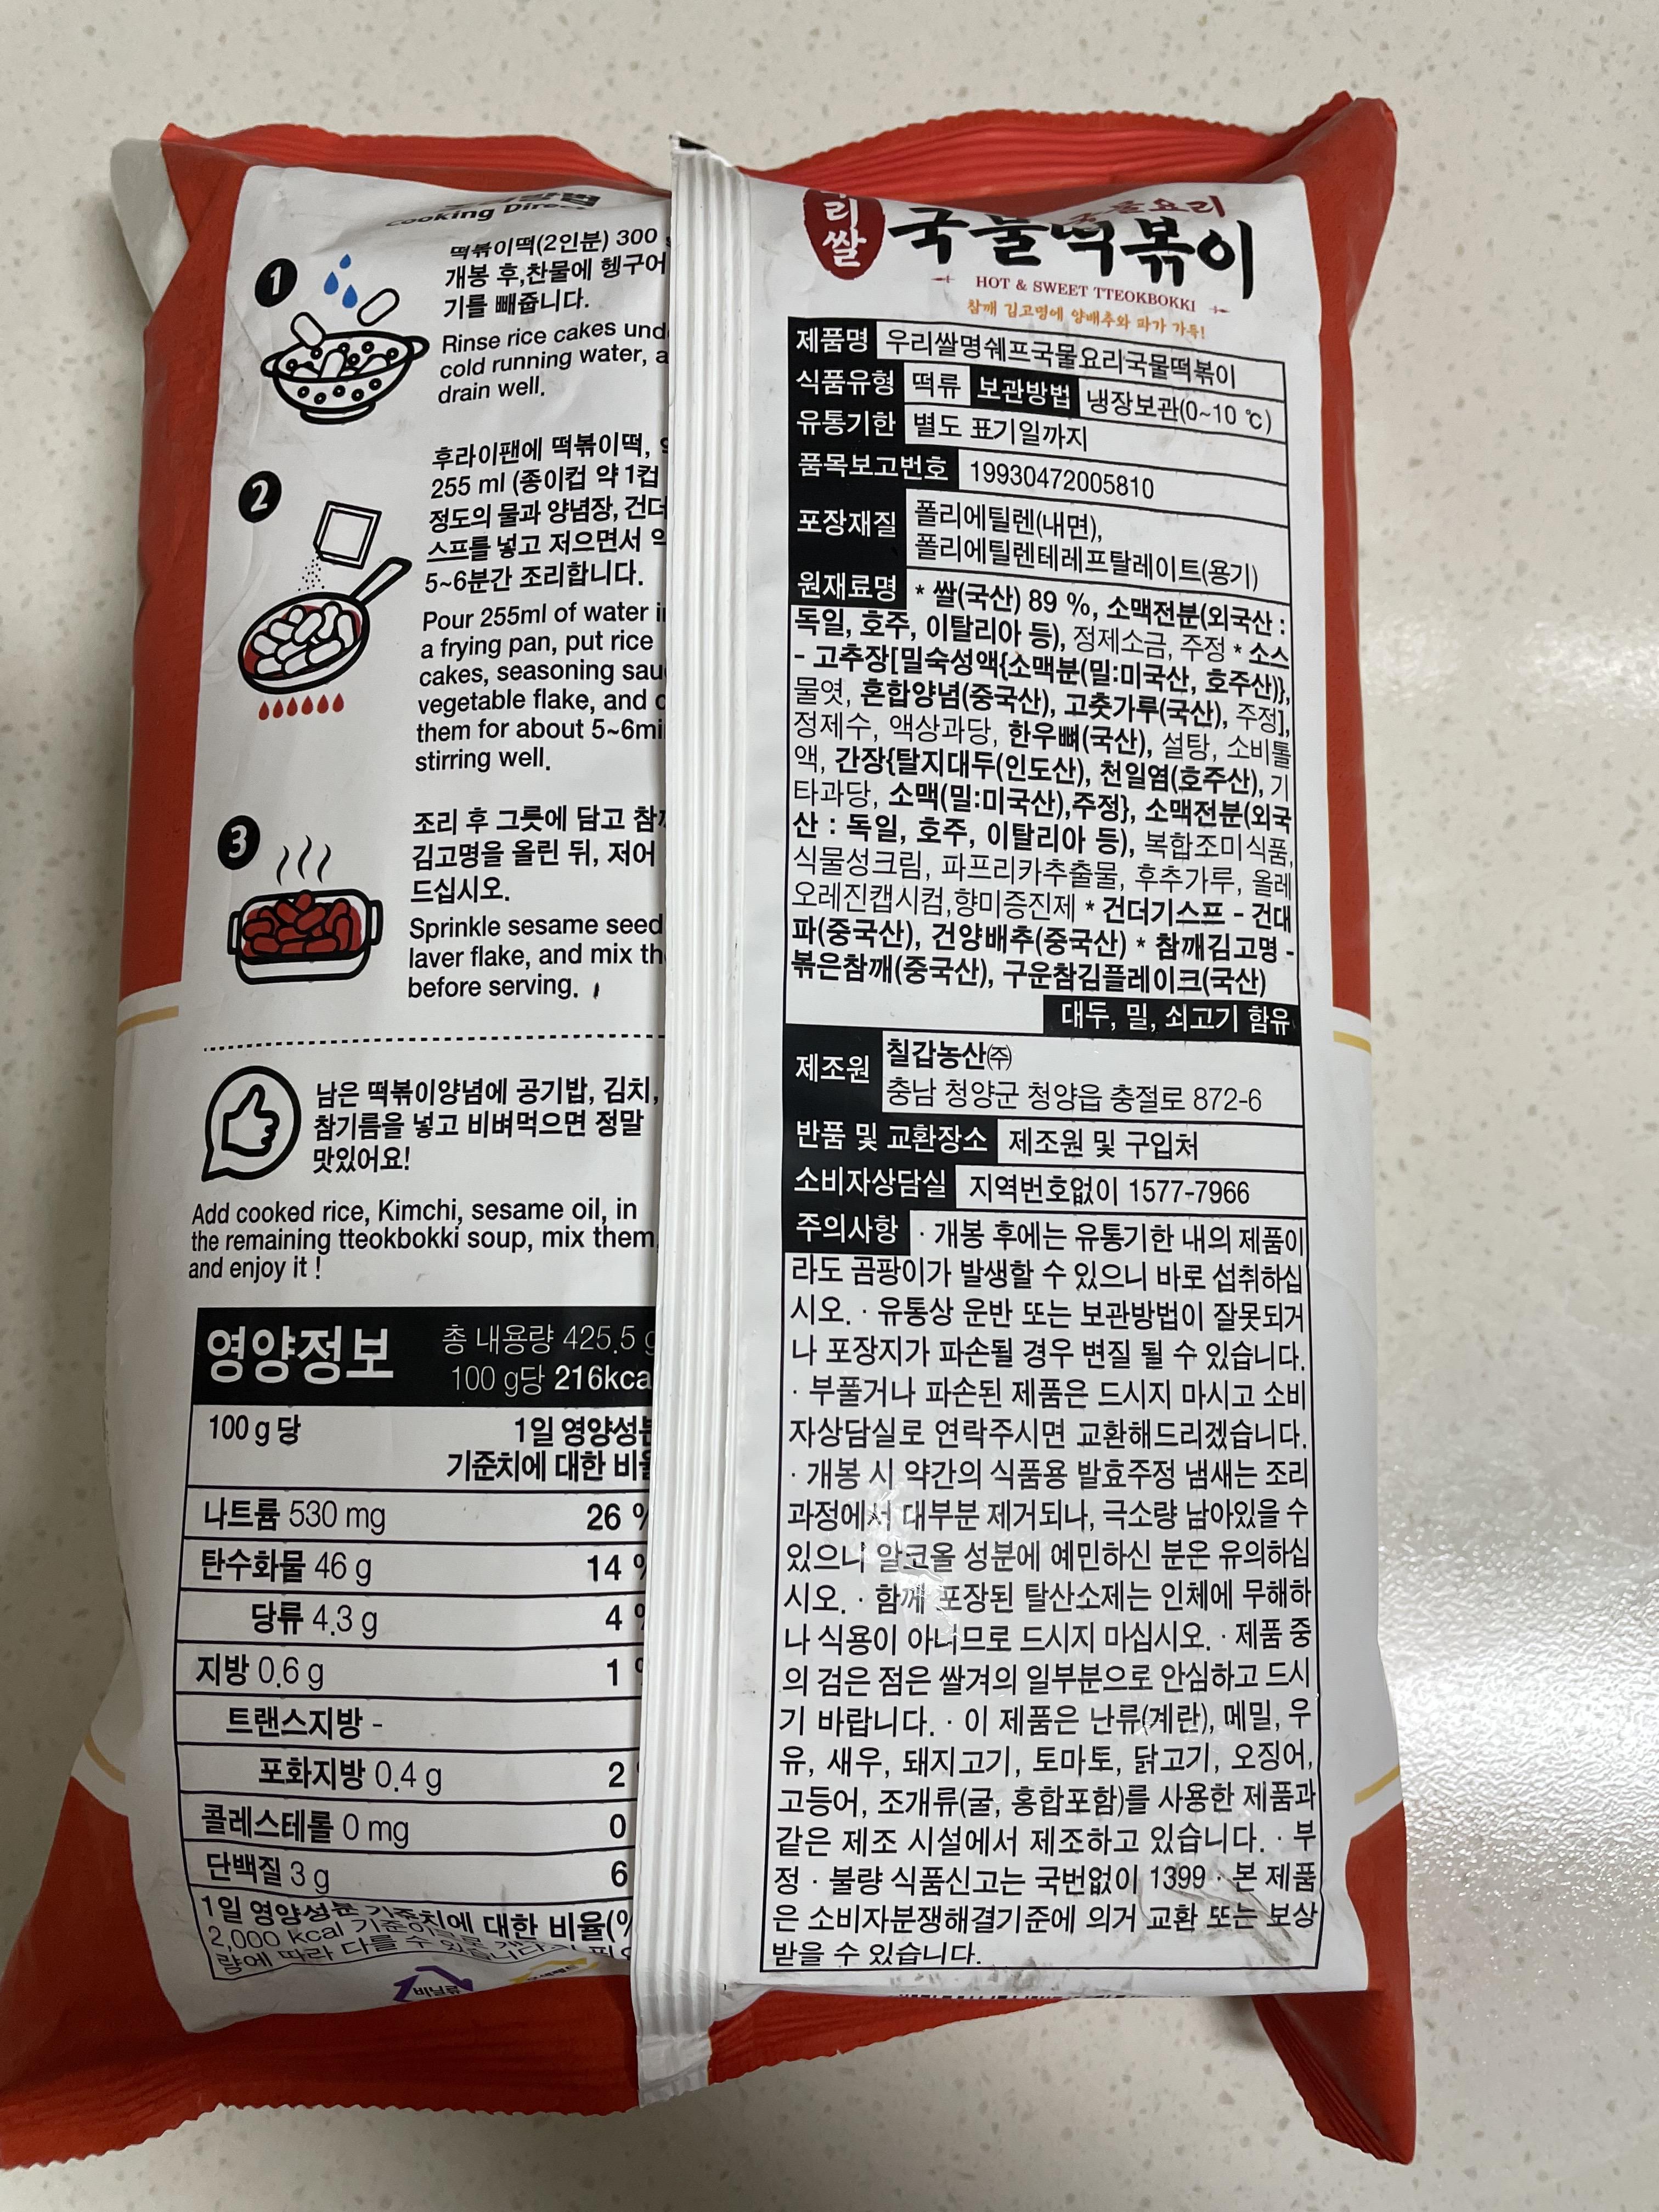 Cooking
1
떡볶이떡(2인분) 300
개봉 후,찬물에 헹구어
기를 빼줍니다.
Rinse rice cakes
cold running water,
drain well.
2
후라이팬에 떡볶이떡,
255 ml (종이컵 약 1컵
정도의 물과 양념장,
스프를 넣고 저으면서
5~6분간 조리합니다.
Pour 255ml of water
a frying pan, put rice
cakes, seasoning
vegetable flake, and
them for about
stirring well.
3
조리 후 그릇에 담고
김고명을 올린 뒤, 저어
드십시오.
Sprinkle sesame seed
laver flake, and mix
before serving.
남은 떡볶이양념에 공기밥, 김치,
참기름을 넣고 비벼먹으면 정말
맛있어요!
Add cooked rice, Kimchi, sesame oil, in
the remaining tteokbokki soup, mix them,
and enjoy it !
영양정보
총 내용량 425.5 g
100 g당 216kca
100 g 당
1일
기준치에 대한
나트륨 530 mg 26 %
탄수화물 46 g 14 %
당류 4.3 g 4
지방 0.6 g 1
트랜스지방 -
포화지방 0.4 g 2
콜레스테롤 0 mg 0
단백질 3 g 6
1일 영양성분 기준치에 대한 비율(%
2,000 kcal
량에 따라 다를 수
비닐류
리쌀
국물떡볶이
HOT & SWEET TTEOKBOKKI
참깨 김고명에 양배추와 파가 가득!
제품명 우리쌀명쉐프국물요리국물떡볶이
식품유형 떡류 보관방법 냉장보관(0~10 ℃)
유통기한 별도 표기일까지
품목보고번호 19930472005810
포장재질 폴리에틸렌(내면),
폴리에틸렌테레프탈레이트(용기)
원재료명 * 쌀(국산) 89 %, 소맥전분(외국산 :
독일, 호주, 이탈리아 등), 정제소금, 주정 * 소스
- 고추장[밀숙성액{소맥분(밀:미국산, 호주산)},
물엿, 혼합양념(중국산), 고춧가루(국산), 주정],
정제수, 액상과당, 한우뼈(국산), 설탕, 소비톨
액, 간장{탈지대두(인도산), 천일염(호주산), 기
타과당, 소맥(밀:미국산),주정}, 소맥전분(외국
산 : 독일, 호주, 이탈리아 등), 복합조미식품,
식물성크림, 파프리카추출물, 후추가루, 올레
오레진캡시컴,향미증진제 * 건더기스프 - 건대
파(중국산), 건양배추(중국산) * 참깨김고명 -
볶은참깨(중국산), 구운참김플레이크(국산)
대두, 밀, 쇠고기 함유
제조원 칠갑농산㈜
충남 청양군 청양읍 충절로 872-6
반품 및 교환장소 제조원 및 구입처
소비자상담실 지역번호없이 1577-7966
주의사항 · 개봉 후에는 유통기한 내의 제품이
라도 곰팡이가 발생할 수 있으니 바로 섭취하십
시오. · 유통상 운반 또는 보관방법이 잘못되거
나 포장지가 파손될 경우 변질 될 수 있습니다.
· 부풀거나 파손된 제품은 드시지 마시고 소비
자상담실로 연락주시면 교환해드리겠습니다.
· 개봉 시 약간의 식품용 발효주정 냄새는 조리
과정에서 대부분 제거되나, 극소량 남아있을 수
있으니 알코올 성분에 예민하신 분은 유의하십
시오. · 함께 포장된 탈산소제는 인체에 무해하
나 식용이 아니므로 드시지 마십시오. · 제품 중
의 검은 점은 쌀겨의 일부분으로 안심하고 드시
기 바랍니다. · 이 제품은 난류(계란), 메밀, 우
유, 새우, 돼지고기, 토마토, 닭고기, 오징어,
고등어, 조개류(굴, 홍합포함)를 사용한 제품과
같은 제조 시설에서 제조하고 있습니다. · 부
정 · 불량 식품신고는 국번없이 1399 · 본 제품
은 소비자분쟁해결기준에 의거 교환 또는 보상
받을 수 있습니다.